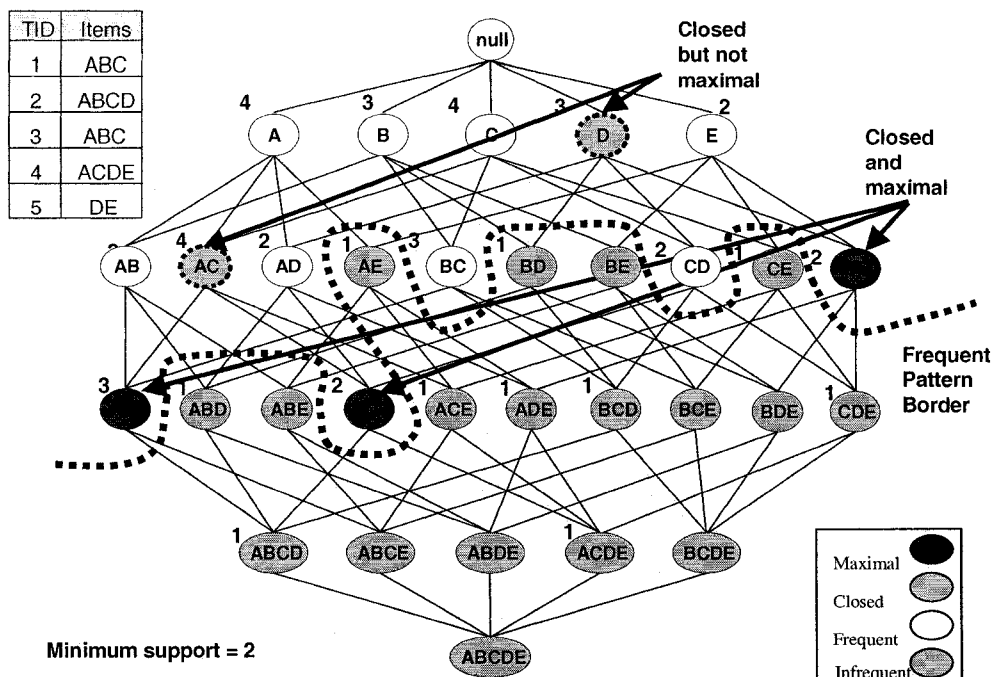 TID Items
1 ABC
2 ABCD
3 ABC
4 ACDE
5 DE
null
Closed
but not
maximal
4 3 4 3 2
A B C D E
Closed
and
maximal
4 2 1 3 1 2 1 2
AB AC AD AE BC BD BE CD CE
Frequent
Pattern
Border
3 1 2 1 1 1 1
ABD ABE ACE ADE BCD BCE BDE CDE
1 1
ABCD ABCE ABDE ACDE BCDE
ABCDE
Minimum support = 2
Maximal
Closed
Frequent
Infrequent